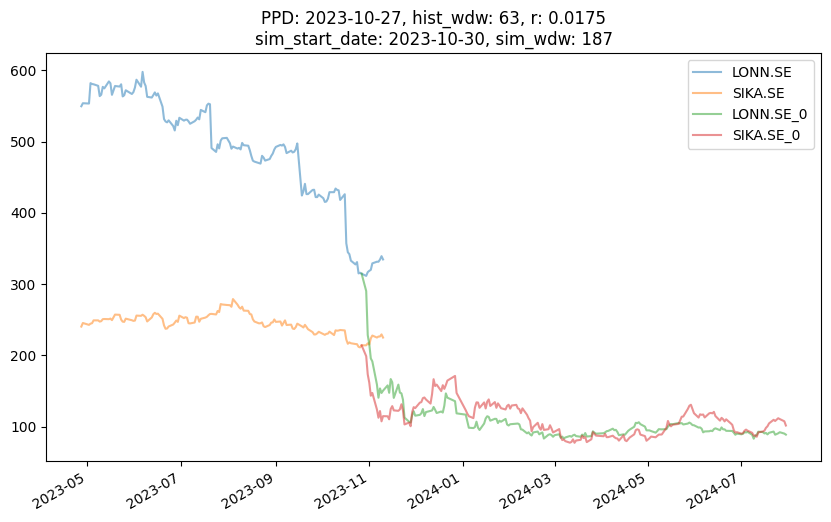 PPD: 2023-10-27, hist_wdw: 63, r: 0.0175
sim_start_date: 2023-10-30, sim_wdw: 187
LONN.SE
SIKA.SE
LONN.SE_0
SIKA.SE_0
600
500
400
300
200
100
2023-05
2023-07
2023-09
2023-11
2024-01
2024-03
2024-05
2024-07